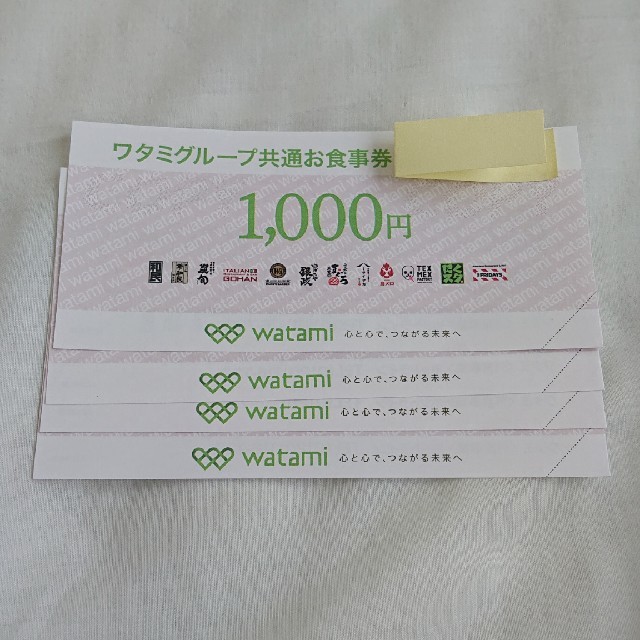 ワタミグループ共通お食事券
1,000円
ITALIAN GOHAN TEX MEX FACTORY FRIDAYS
watami 心と心で、つながる未来へ
watami 心と心で、つながる未来へ
watami 心と心で、つながる未来へ
watami 心と心で、つながる未来へ